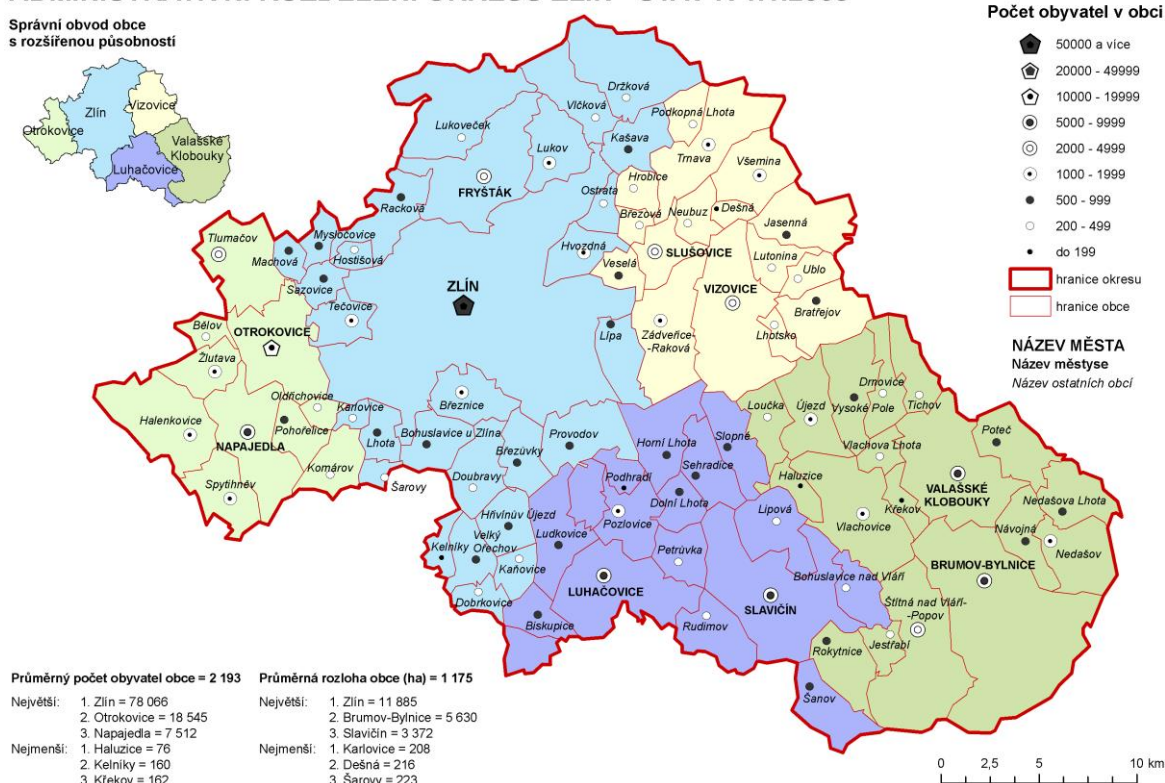 Správní obvod obce
s rozšířenou působností
Otrokovice
Zlín
Vizovice
Luhačovice
Valašské
Klobouky
Počet obyvatel v obci
50000 a více
20000 - 49999
10000 - 19999
5000 - 9999
2000 - 4999
1000 - 1999
500 - 999
200 - 499
do 199
hranice okresu
hranice obce
NÁZEV MĚSTA
Název městyse
Název ostatních obcí
Držková
Vlčková
Podkopná Lhota
Lukoveček
Kašava
Lukov
Trnava
Všemina
FRYŠTÁK
Hrobice
Ostrata
Racková
Březová
Neubuz
Dešná
Tlumačov
Mysločovice
Jasenná
Machová
Hostišová
Hvozdná
SLUŠOVICE
Lutonina
Veselá
Ublo
Sazovice
ZLÍN
VIZOVICE
Tečovice
Bratřejov
Bělov
OTROKOVICE
Lípa
Zádveřice-
-Raková
Lhotsko
Žlutava
Oldřichovice
Karlovice
Březnice
Drnovice
Loučka
Újezd
Vysoké Pole
Tichov
Halenkovice
Pohořelice
Lhota
Bohuslavice u Zlína
Provodov
Horní Lhota
Slopné
NAPAJEDLA
Březůvky
Vlachova Lhota
Poteč
Komárov
Sehradice
Spytihněv
Šarovy
Doubravy
Podhradí
Haluzice
VALAŠSKÉ
KLOBOUKY
Dolní Lhota
Křekov
Nedašova Lhota
Hřivínův Újezd
Pozlovice
Lipová
Vlachovice
Velký
Ořechov
Ludkovice
Návojná
Kelníky
Petrůvka
Nedašov
Kaňovice
BRUMOV-BYLNICE
LUHAČOVICE
Bohuslavice nad Vláří
Dobrkovice
SLAVIČÍN
Štítná nad Vláří-
-Popov
Biskupice
Rudimov
Rokytnice
Jestřabí
Šanov
Průměrný počet obyvatel obce = 2 193
Největší: 1. Zlín = 78 066
2. Otrokovice = 18 545
3. Napajedla = 7 512
Nejmenší: 1. Haluzice = 76
2. Kelníky = 160
3. Křekov = 162
Průměrná rozloha obce (ha) = 1 175
Největší: 1. Zlín = 11 885
2. Brumov-Bylnice = 5 630
3. Slavičín = 3 372
Nejmenší: 1. Karlovice = 208
2. Dešná = 216
3. Šarovy = 223
0 2,5 5 10 km